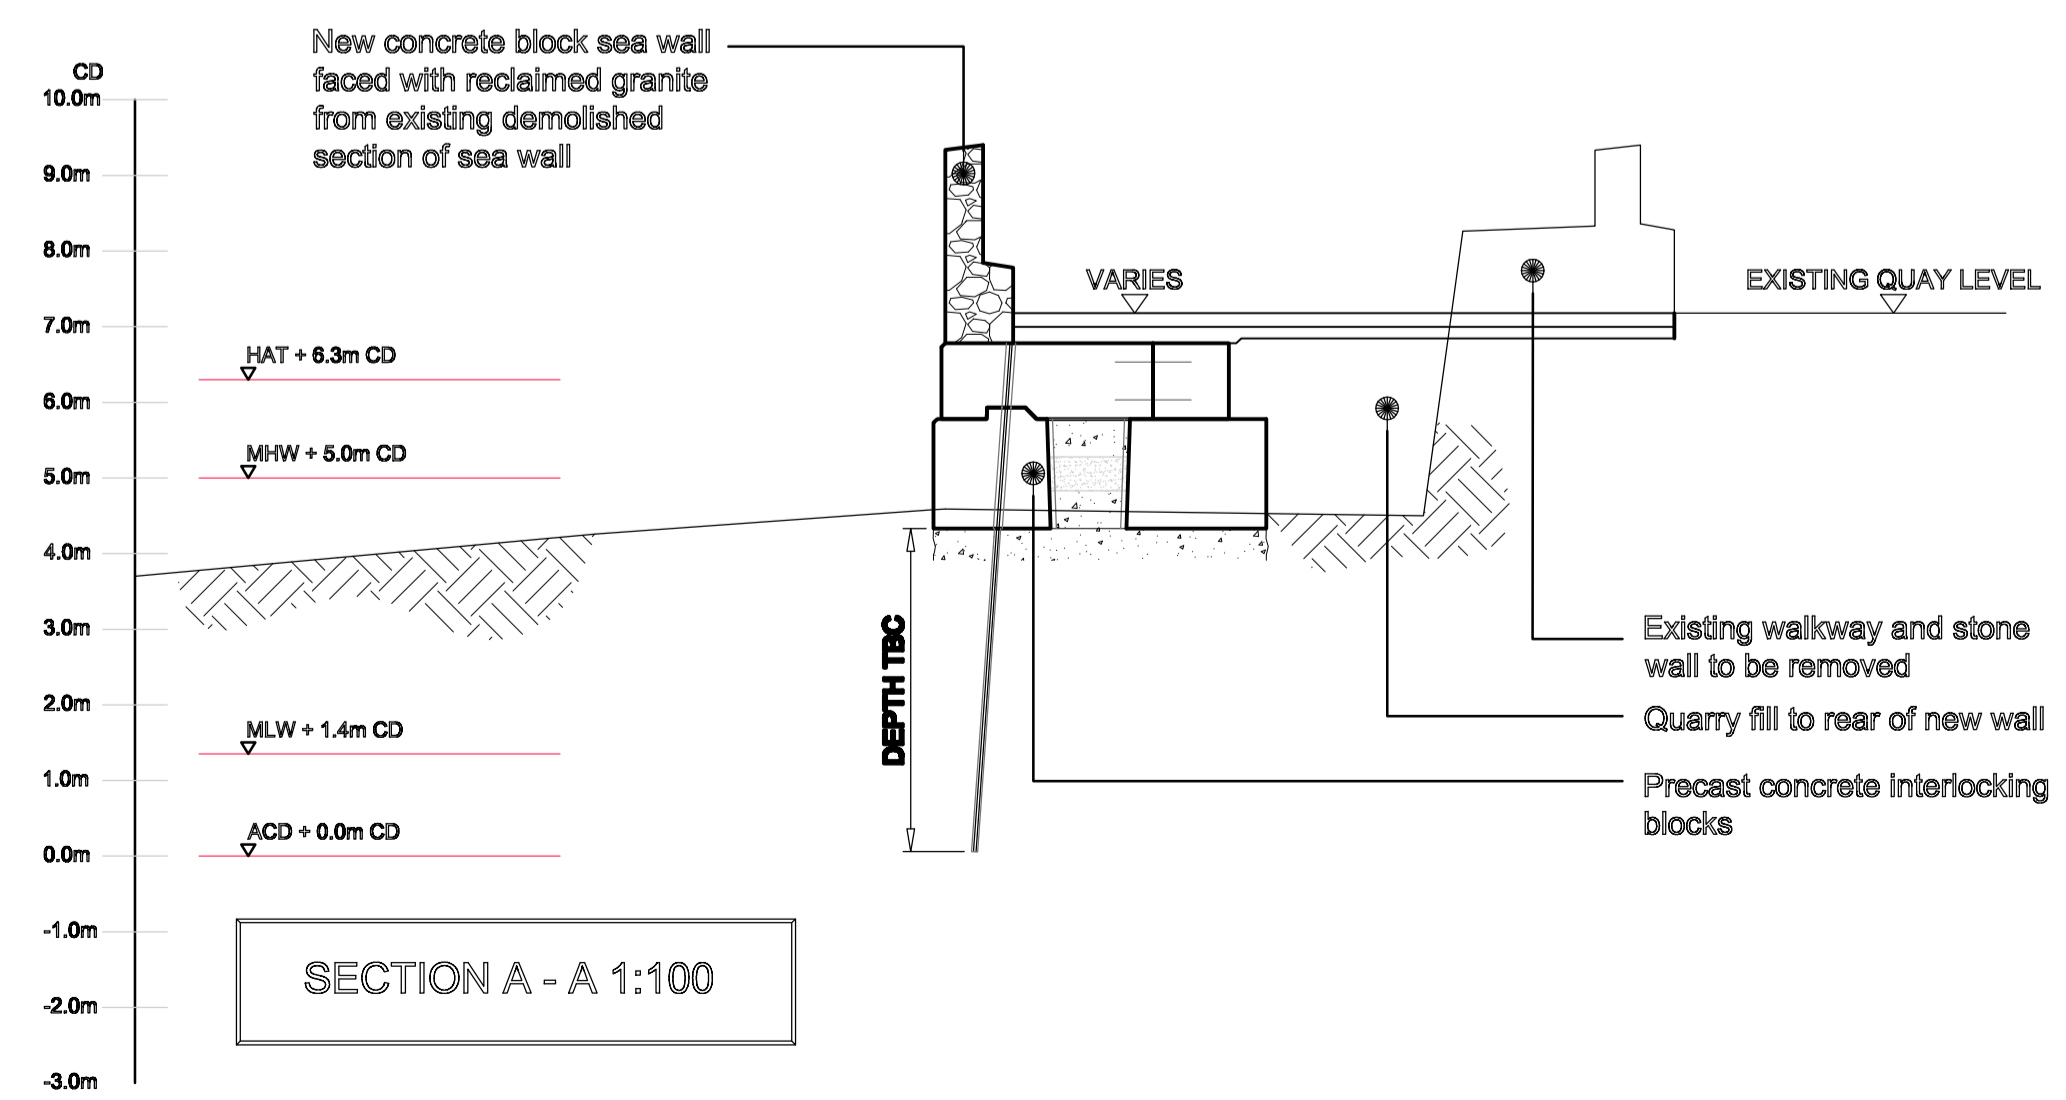 New concrete block sea wall
faced with reclaimed granite
from existing demolished
section of sea wall
CD
10.0m
9.0m
8.0m
7.0m
6.0m
5.0m
4.0m
3.0m
2.0m
1.0m
0.0m
-1.0m
-2.0m
-3.0m
HAT + 6.3m CD
MHW + 5.0m CD
MLW + 1.4m CD
ACD + 0.0m CD
VARIES
EXISTING QUAY LEVEL
DEPTH TBC
Existing walkway and stone
wall to be removed
Quarry fill to rear of new wall
Precast concrete interlocking
blocks
SECTION A - A 1:100